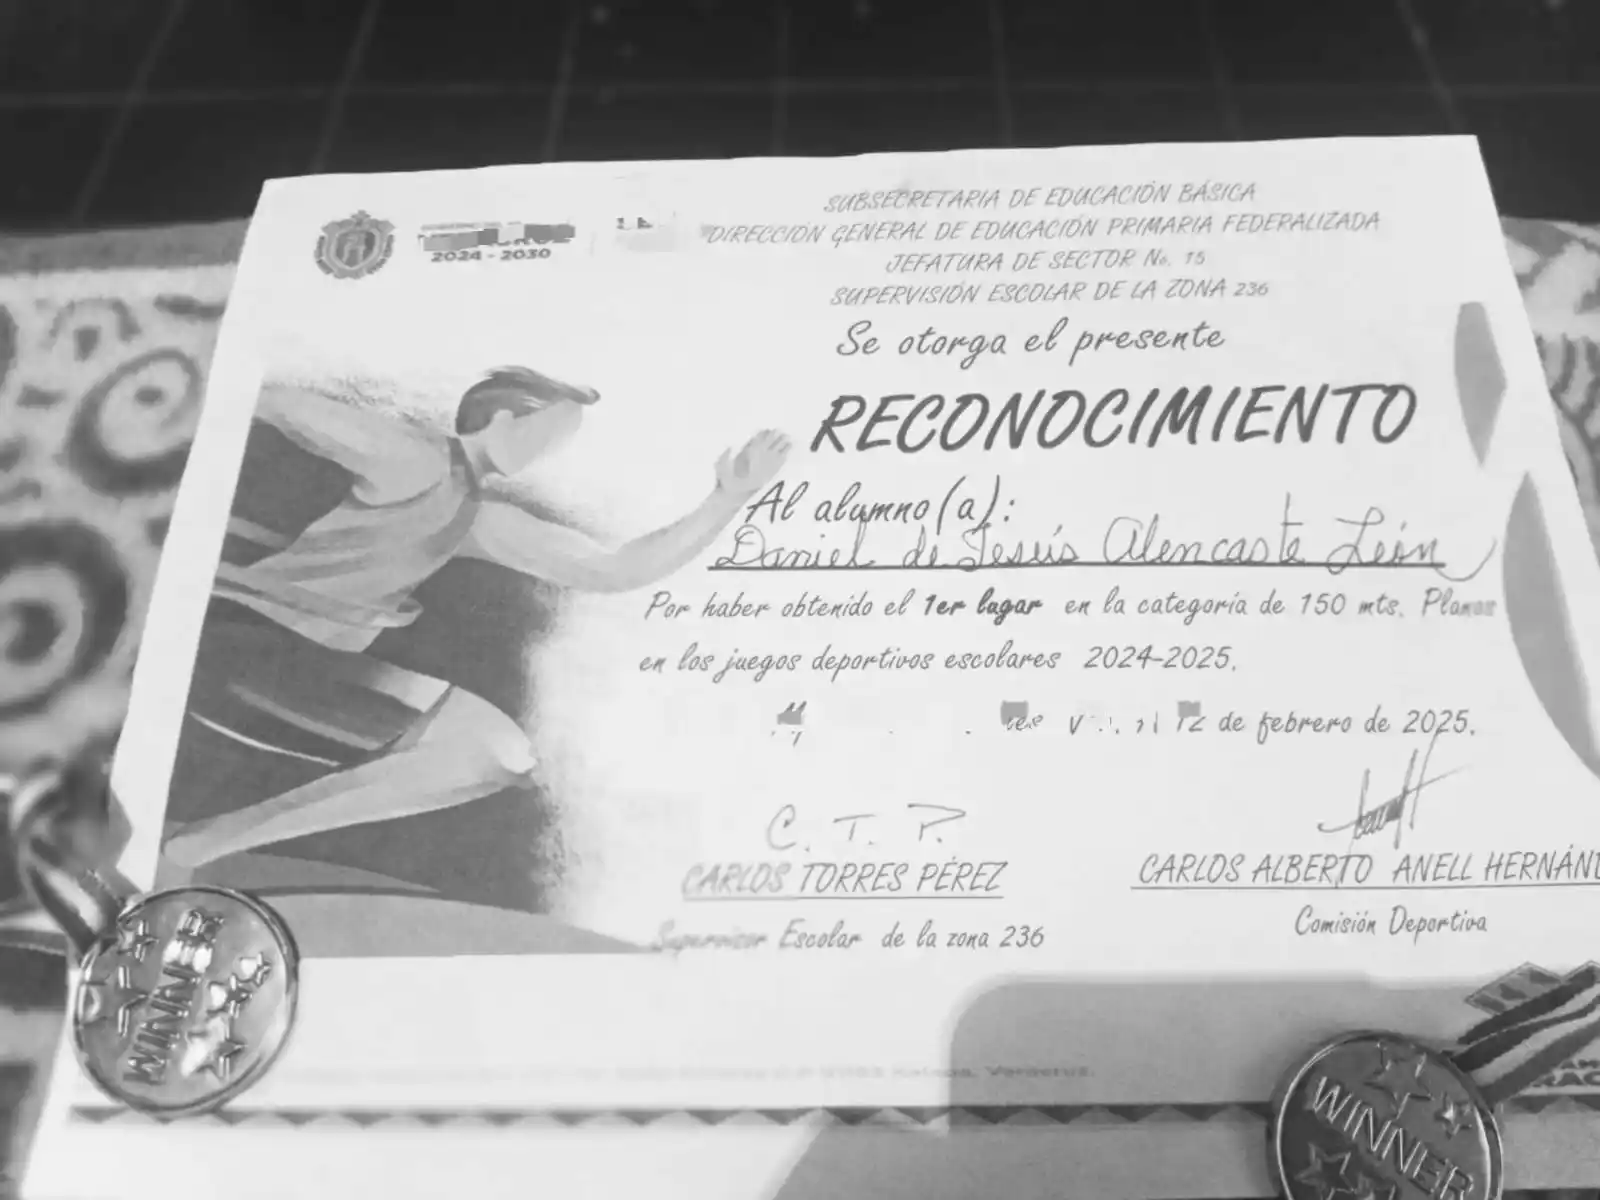 2024 - 2030
SUBSECRETARIA DE EDUCACIÓN BÁSICA
DIRECCIÓN GENERAL DE EDUCACIÓN PRIMARIA FEDERALIZADA
JEFATURA DE SECTOR No. 15
SUPERVISIÓN ESCOLAR DE LA ZONA 236
Se otorga el presente
RECONOCIMIENTO
Al alumno(a):
Daniel de Jesús Alencaste León
Por haber obtenido el 1er lugar en la categoría de 150 mts. Planos
en los juegos deportivos escolares 2024-2025.
12 de febrero de 2025.
C. T. P.
CARLOS TORRES PÉREZ
CARLOS ALBERTO ANELL HERNÁND
Supervisor Escolar de la zona 236
Comisión Deportiva
Xalapa, Veracruz.
WINNER
WINNER